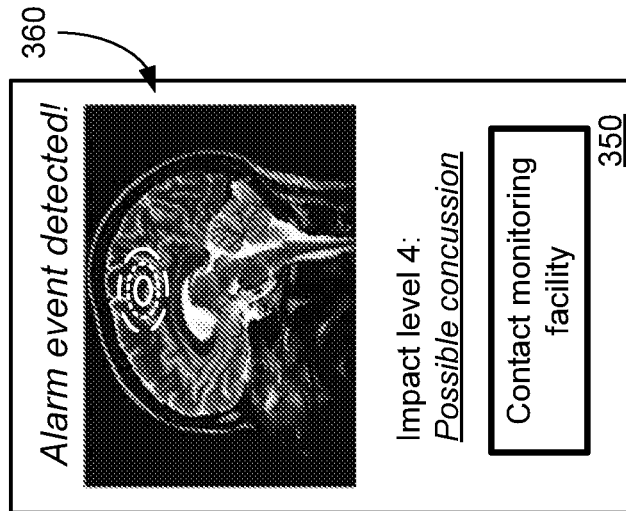 360
Alarm event detected!
Impact level 4:
Possible concussion
Contact monitoring
facility
350